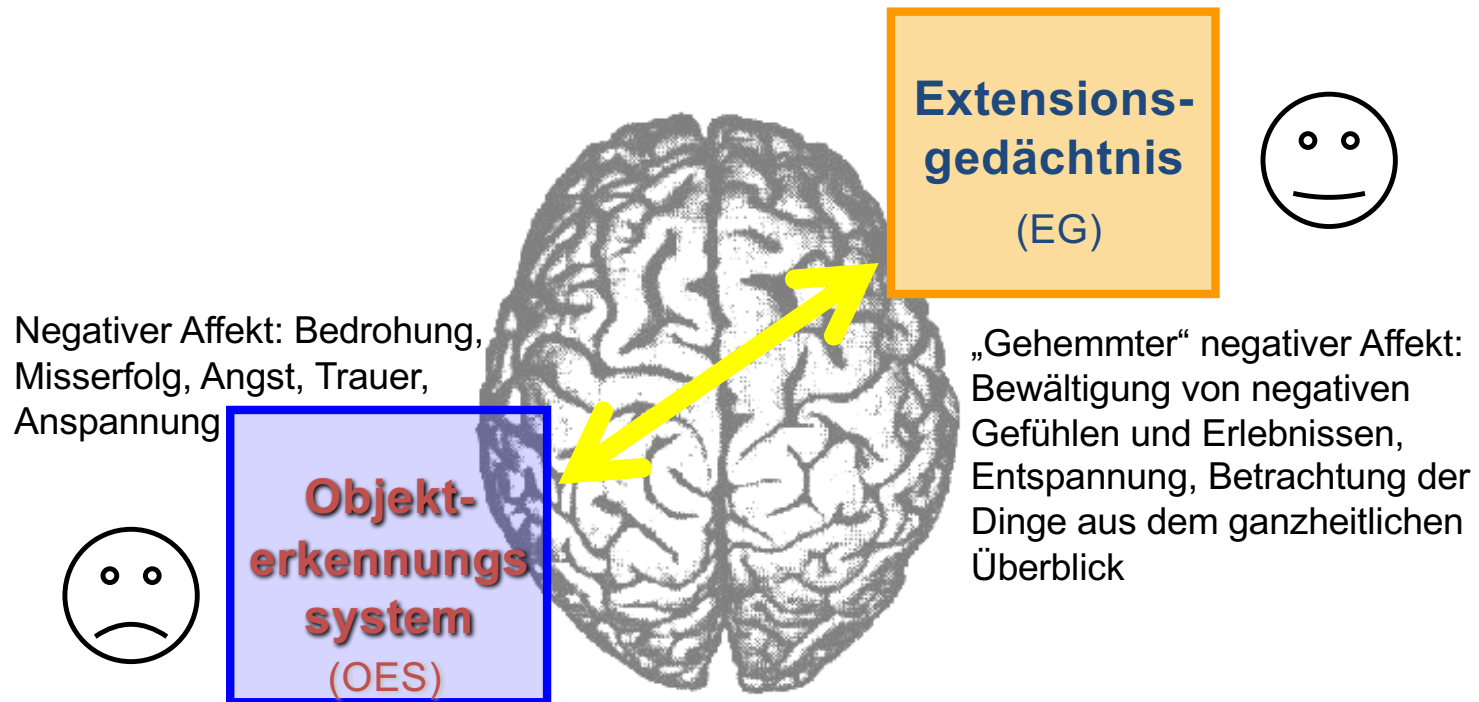 Extensions-
gedächtnis
(EG)
Negativer Affekt: Bedrohung,
Misserfolg, Angst, Trauer,
Anspannung
„Gehemmter“ negativer Affekt:
Bewältigung von negativen
Gefühlen und Erlebnissen,
Entspannung, Betrachtung der
Dinge aus dem ganzheitlichen
Überblick
Objekt-
erkennungs
system
(OES)